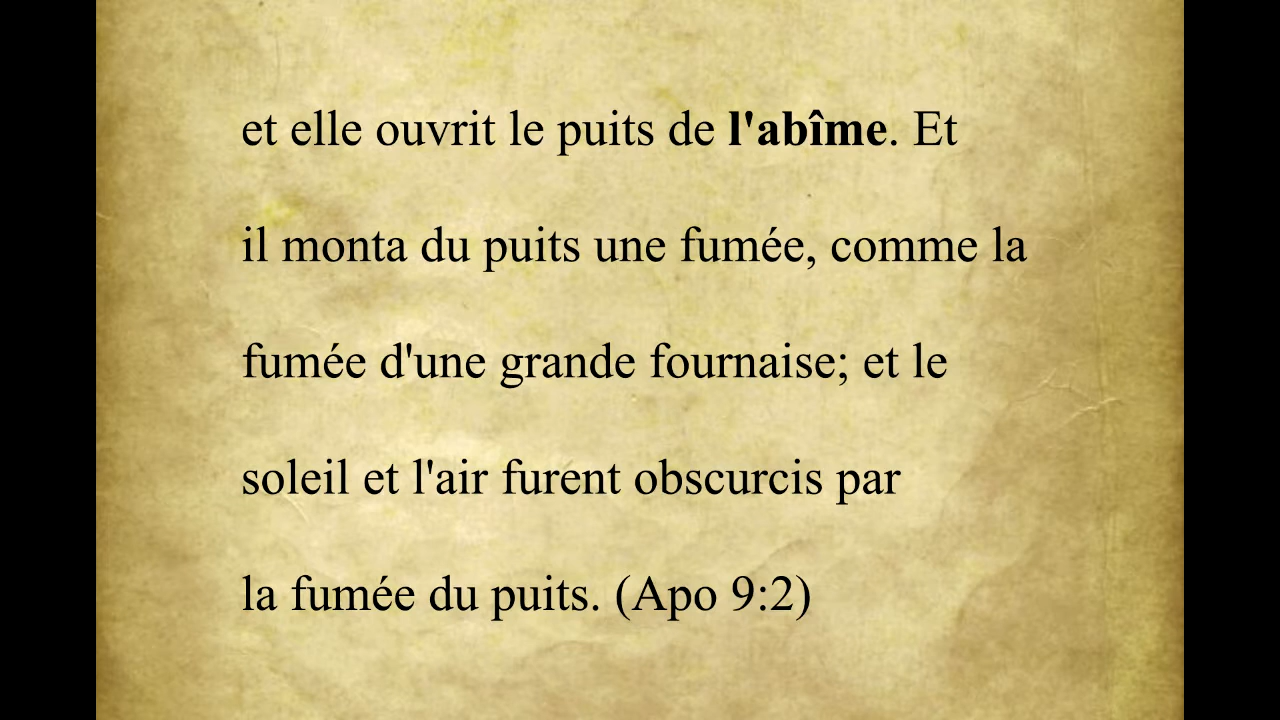 et elle ouvrit le puits de l'abîme. Et
il monta du puits une fumée, comme la
fumée d'une grande fournaise; et le
soleil et l'air furent obscurcis par
la fumée du puits. (Apo 9:2)